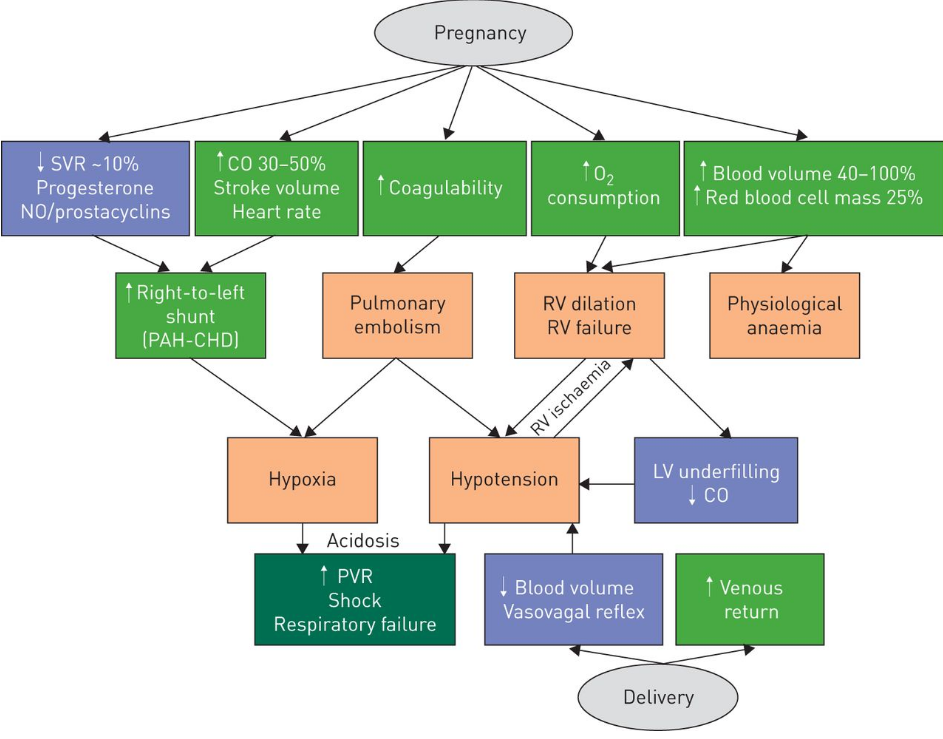 Pregnancy
↓ SVR ~10%
Progesterone
NO/prostacyclins
↑ CO 30–50%
Stroke volume
Heart rate
↑ Coagulability
↑ O₂
consumption
↑ Blood volume 40–100%
↑ Red blood cell mass 25%
↑ Right-to-left
shunt
(PAH-CHD)
Pulmonary
embolism
RV dilation
RV failure
Physiological
anaemia
RV ischaemia
Hypoxia
Hypotension
LV underfilling
↓ CO
Acidosis
↑ PVR
Shock
Respiratory failure
↓ Blood volume
Vasovagal reflex
↑ Venous
return
Delivery